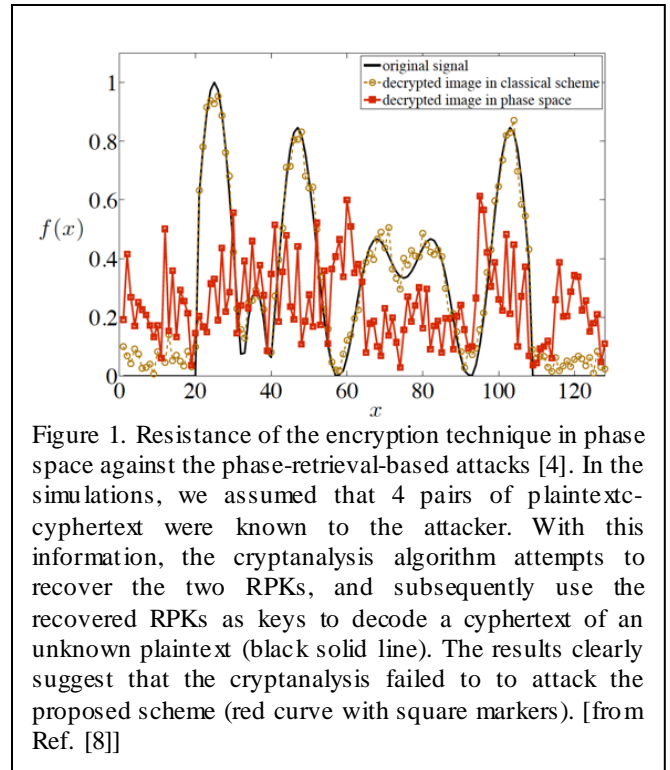 original signal
decrypted image in classical scheme
decrypted image in phase space
1
0.8
0.6
f(x)
0.4
0.2
0
0 20 40 60 80 100 120
x
Figure 1. Resistance of the encryption technique in phase
space against the phase-retrieval-based attacks [4]. In the
simulations, we assumed that 4 pairs of plaintextc-
cyphertext were known to the attacker. With this
information, the cryptanalysis algorithm attempts to
recover the two RPKs, and subsequently use the
recovered RPKs as keys to decode a cyphertext of an
unknown plaintext (black solid line). The results clearly
suggest that the cryptanalysis failed to to attack the
proposed scheme (red curve with square markers). [from
Ref. [8]]